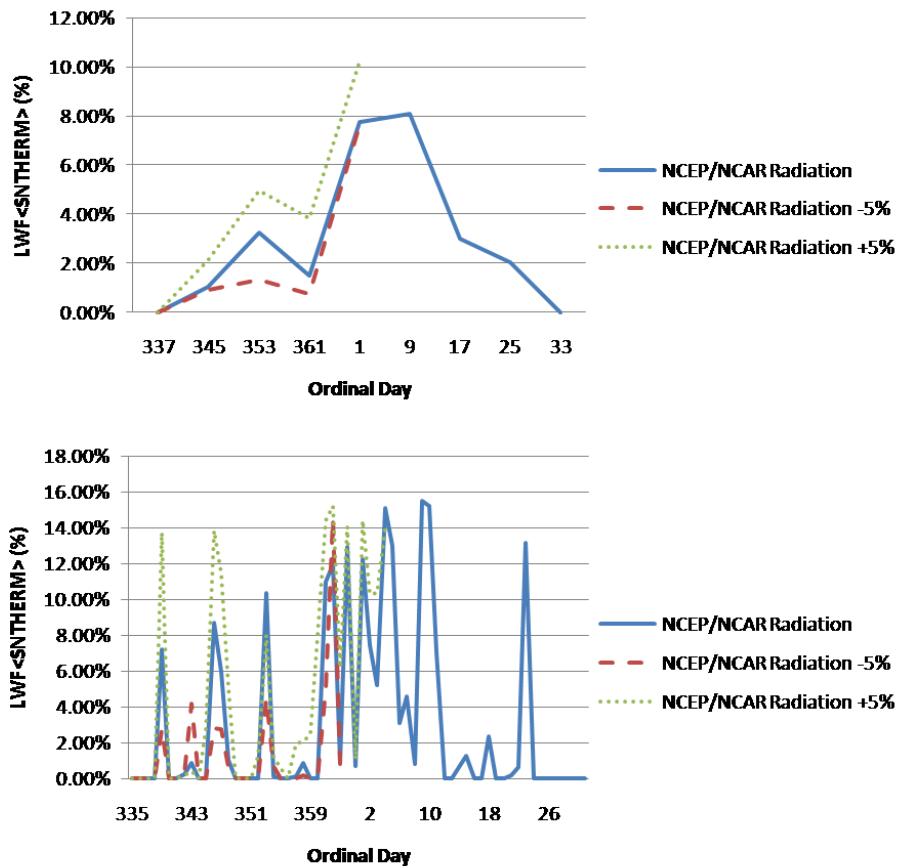 12.00%
10.00%
8.00%
6.00%
4.00%
2.00%
0.00%
LWF<SNTHERM> (%)
337 345 353 361 1 9 17 25 33
Ordinal Day
NCEP/NCAR Radiation
NCEP/NCAR Radiation -5%
NCEP/NCAR Radiation +5%
18.00%
16.00%
14.00%
12.00%
10.00%
8.00%
6.00%
4.00%
2.00%
0.00%
LWF<SNTHERM> (%)
335 343 351 359 2 10 18 26
Ordinal Day
NCEP/NCAR Radiation
NCEP/NCAR Radiation -5%
NCEP/NCAR Radiation +5%